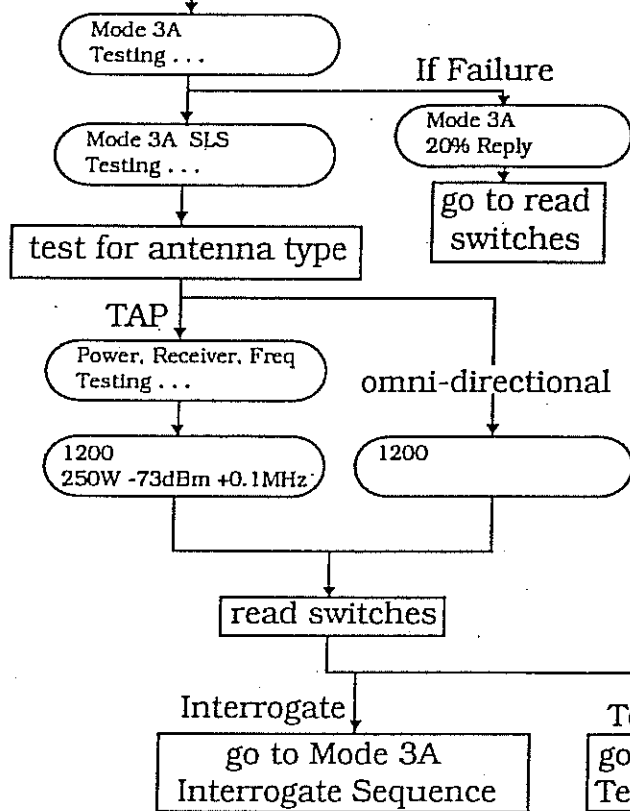 Mode 3A
Testing . . .
If Failure
Mode 3A SLS
Testing . . .
Mode 3A
20% Reply
go to read
switches
test for antenna type
TAP
Power, Receiver, Freq
Testing . . .
omni-directional
1200
250W -73dBm +0.1MHz
1200
read switches
Interrogate
go to Mode 3A
Interrogate Sequence
go